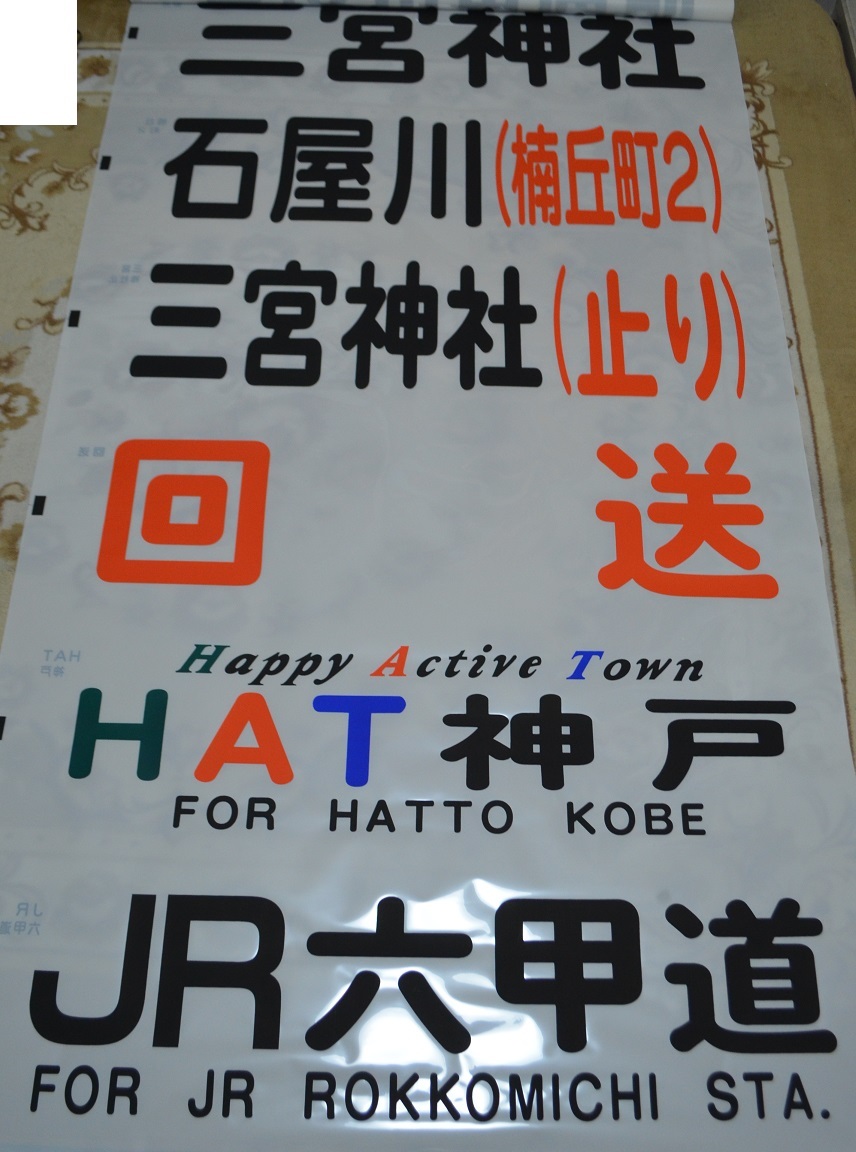 三宮神社
石屋川(楠丘町2)
三宮神社(止り)
回送
Happy Active Town
HAT神戸
FOR HATTO KOBE
JR六甲道
FOR JR ROKKOMICHI STA.